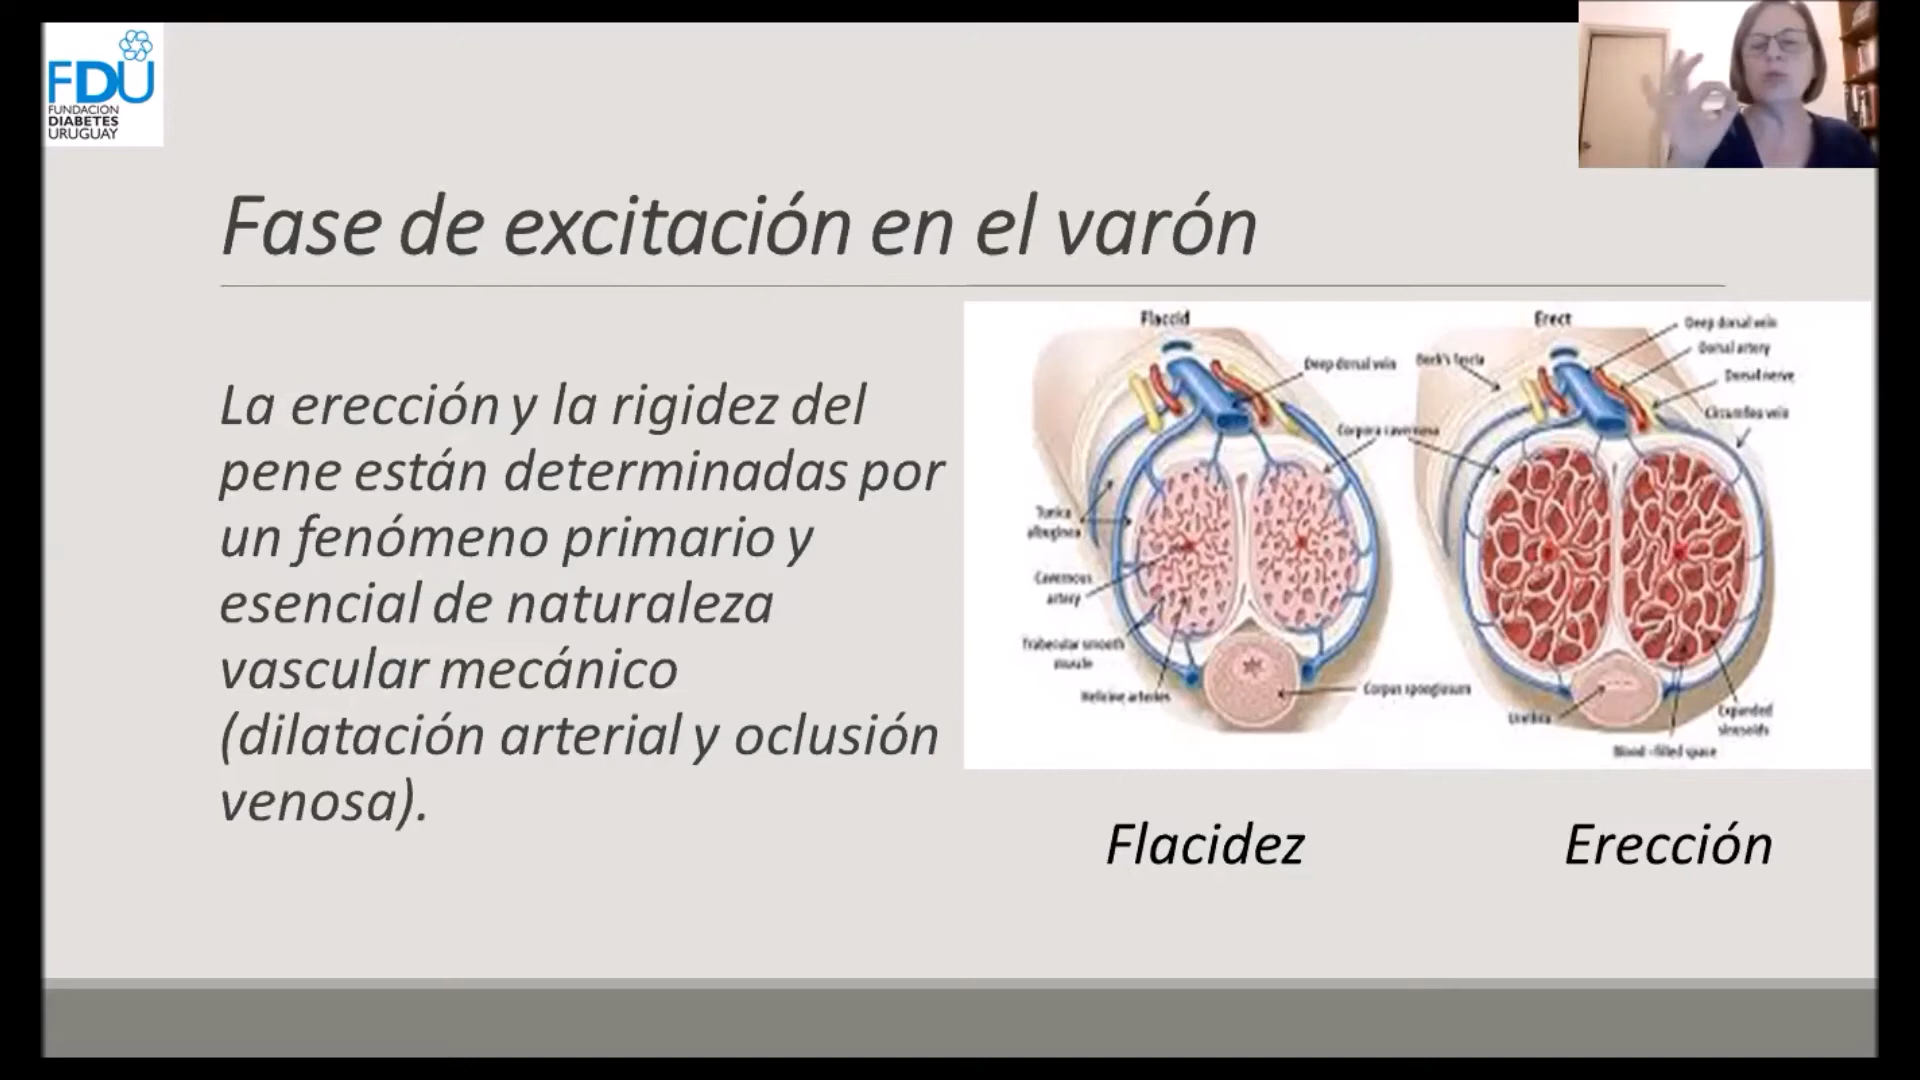 FDU
FUNDACIÓN
DIABETES
URUGUAY
Fase de excitación en el varón
La erección y la rigidez del
pene están determinadas por
un fenómeno primario y
esencial de naturaleza
vascular mecánico
(dilatación arterial y oclusión
venosa).
Flaccid
Deep dorsal vein
Tunica
albuginea
Cavernous
artery
Trabecular smooth
muscle
Helicine arteries
Corpus spongiosum
Corpora cavernosa
Erect
Buck's fascia
Deep dorsal vein
Dorsal artery
Dorsal nerve
Circumflex vein
Urethra
Expanded
sinusoids
Blood-filled space
Flacidez
Erección